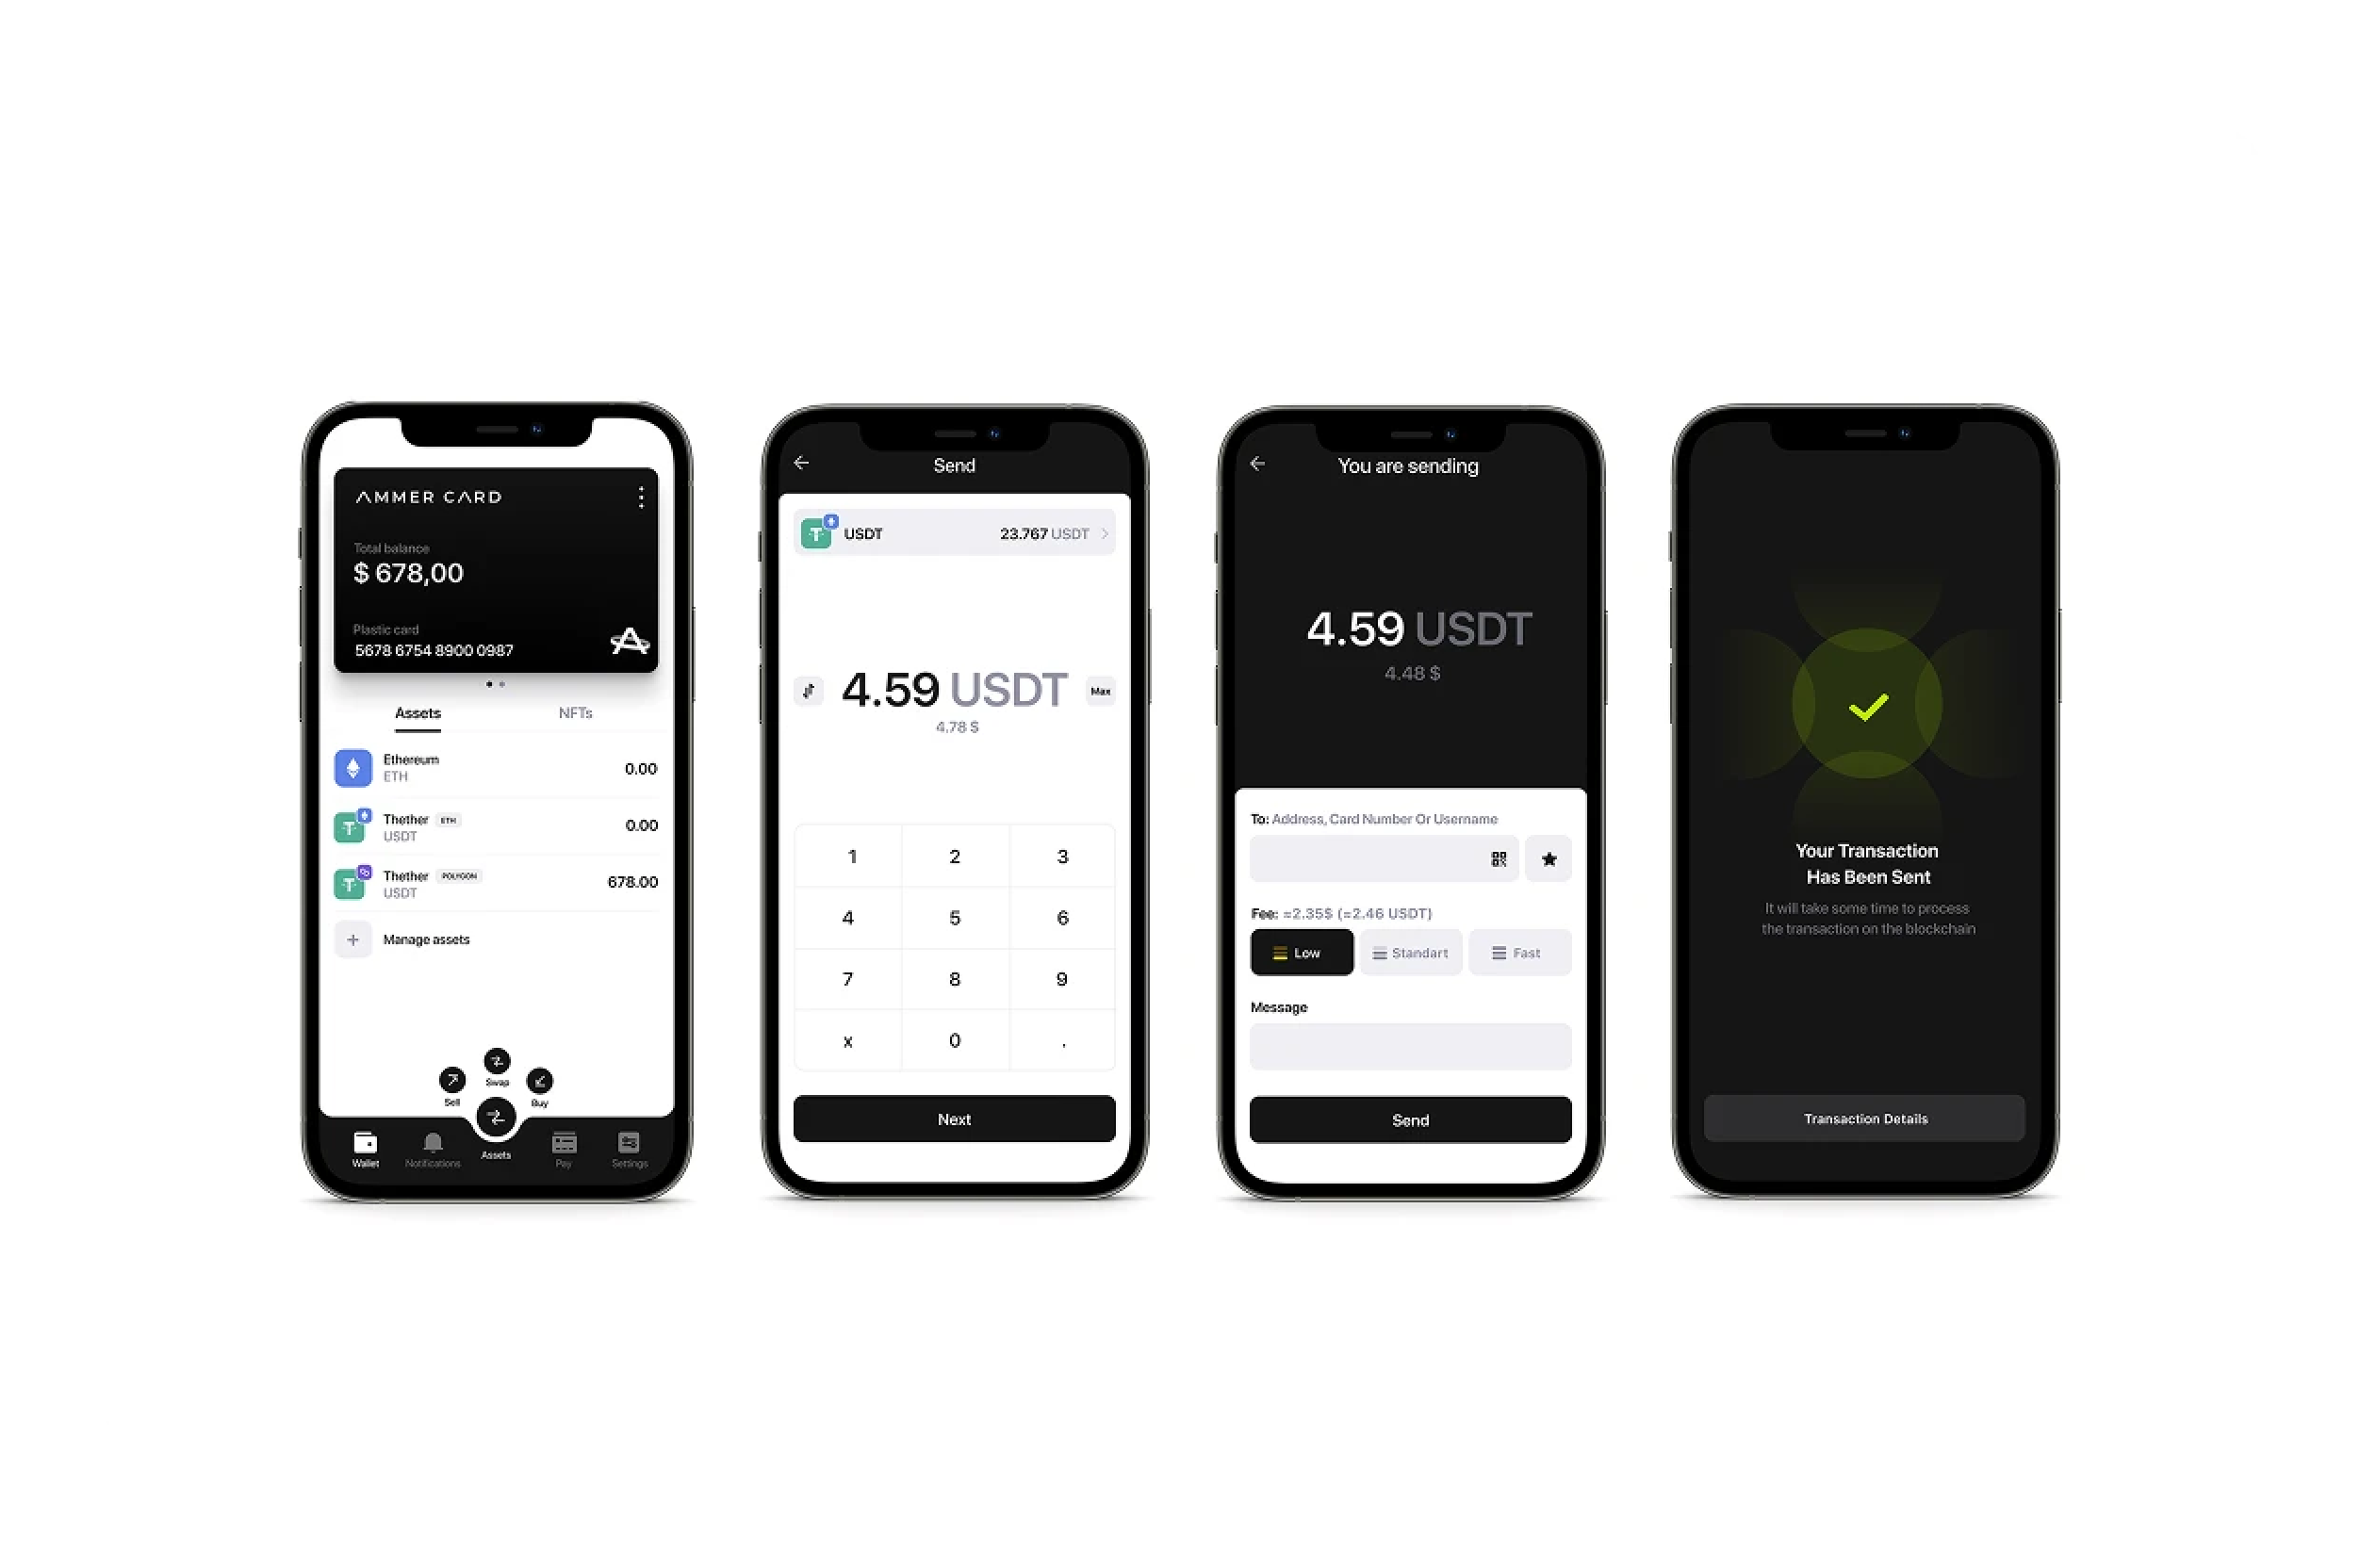 AMMER CARD
Total balance
$ 678,00
Plastic card
5678 6754 8900 0987
Assets
NFTs
Ethereum
ETH
0.00
Thether ETH
USDT
0.00
Thether POLYGON
USDT
678.00
+ Manage assets
Swap
Sell
Buy
Wallet
Notifications
Assets
Pay
Settings
Send
USDT
23.767 USDT
4.59 USDT
Max
4.78 $
1 2 3
4 5 6
7 8 9
x 0 .
Next
You are sending
4.59 USDT
4.48 $
To: Address, Card Number Or Username
Fee: =2.35$ (=2.46 USDT)
Low
Standart
Fast
Message
Send
Your Transaction
Has Been Sent
It will take some time to process
the transaction on the blockchain
Transaction Details